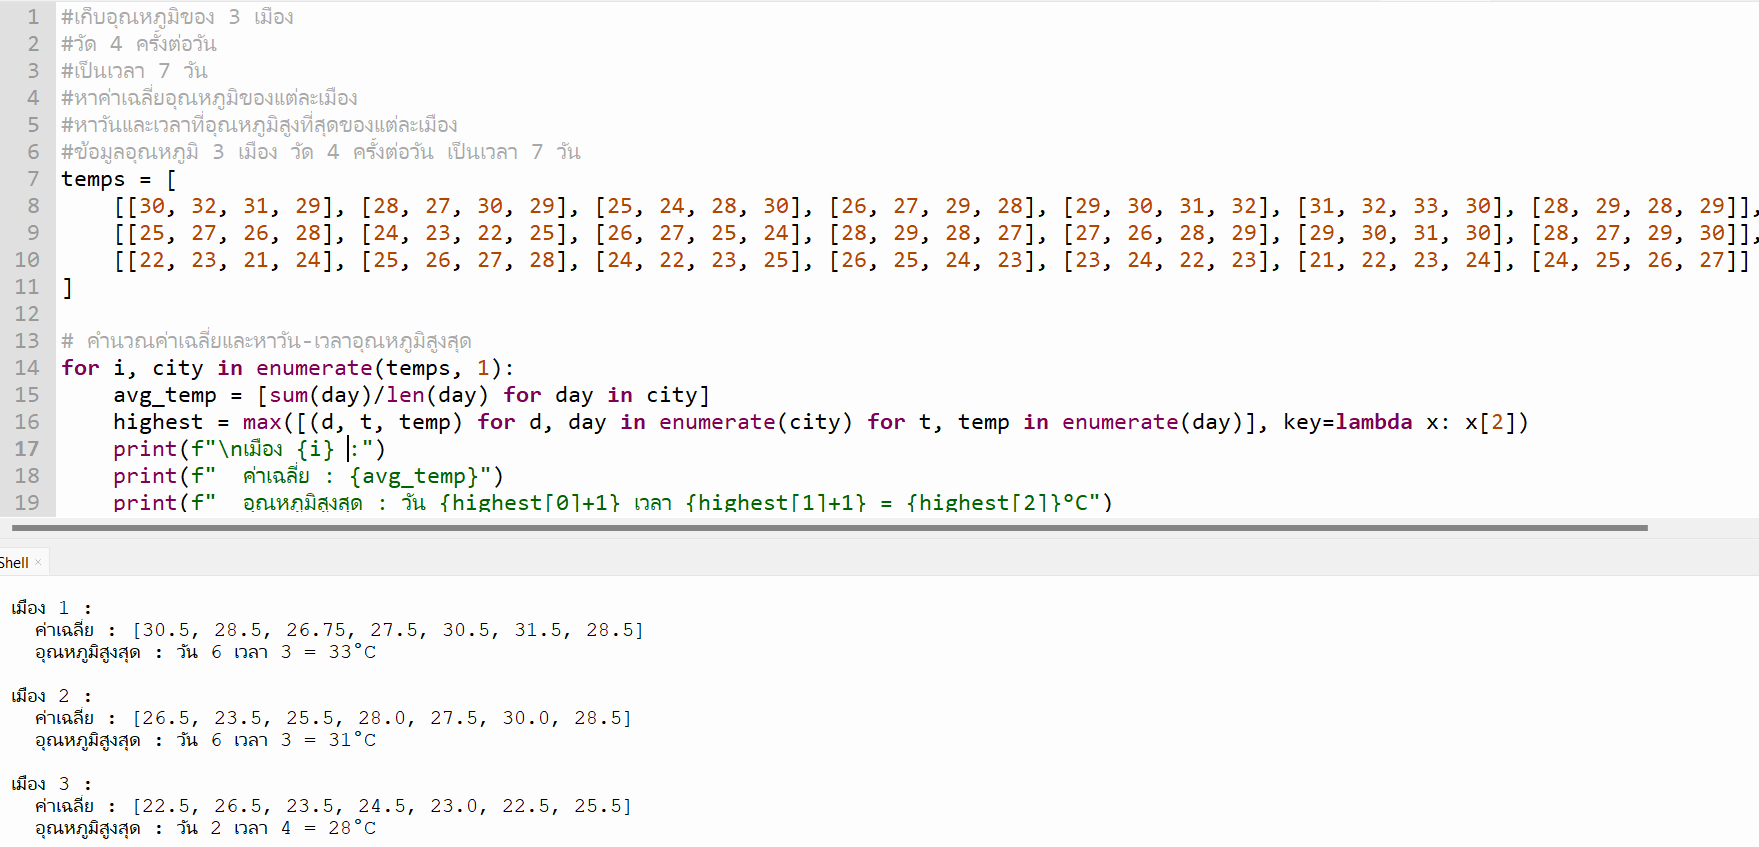 1 #เก็บอุณหภูมิของ 3 เมือง
2 #วัด 4 ครั้งต่อวัน
3 #เป็นเวลา 7 วัน
4 #หาค่าเฉลี่ยอุณหภูมิของแต่ละเมือง
5 #หาวันและเวลาที่อุณหภูมิสูงที่สุดของแต่ละเมือง
6 #ข้อมูลอุณหภูมิ 3 เมือง วัด 4 ครั้งต่อวัน เป็นเวลา 7 วัน
7 temps = [
8 [[30, 32, 31, 29], [28, 27, 30, 29], [25, 24, 28, 30], [26, 27, 29, 28], [29, 30, 31, 32], [31, 32, 33, 30], [28, 29, 28, 29]],
9 [[25, 27, 26, 28], [24, 23, 22, 25], [26, 27, 25, 24], [28, 29, 28, 27], [27, 26, 28, 29], [29, 30, 31, 30], [28, 27, 29, 30]],
10 [[22, 23, 21, 24], [25, 26, 27, 28], [24, 22, 23, 25], [26, 25, 24, 23], [23, 24, 22, 23], [21, 22, 23, 24], [24, 25, 26, 27]]
11 ]
12
13 # คำนวณค่าเฉลี่ยและหาวัน-เวลาอุณหภูมิสูงสุด
14 for i, city in enumerate(temps, 1):
15 avg_temp = [sum(day)/len(day) for day in city]
16 highest = max([(d, t, temp) for d, day in enumerate(city) for t, temp in enumerate(day)], key=lambda x: x[2])
17 print(f"\nเมือง {i} :")
18 print(f"  ค่าเฉลี่ย : {avg_temp}")
19 print(f"  อุณหภูมิสูงสุด : วัน {highest[0]+1} เวลา {highest[1]+1} = {highest[2]}°C")
Shell ×
เมือง 1 :
ค่าเฉลี่ย : [30.5, 28.5, 26.75, 27.5, 30.5, 31.5, 28.5]
อุณหภูมิสูงสุด : วัน 6 เวลา 3 = 33°C
เมือง 2 :
ค่าเฉลี่ย : [26.5, 23.5, 25.5, 28.0, 27.5, 30.0, 28.5]
อุณหภูมิสูงสุด : วัน 6 เวลา 3 = 31°C
เมือง 3 :
ค่าเฉลี่ย : [22.5, 26.5, 23.5, 24.5, 23.0, 22.5, 25.5]
อุณหภูมิสูงสุด : วัน 2 เวลา 4 = 28°C